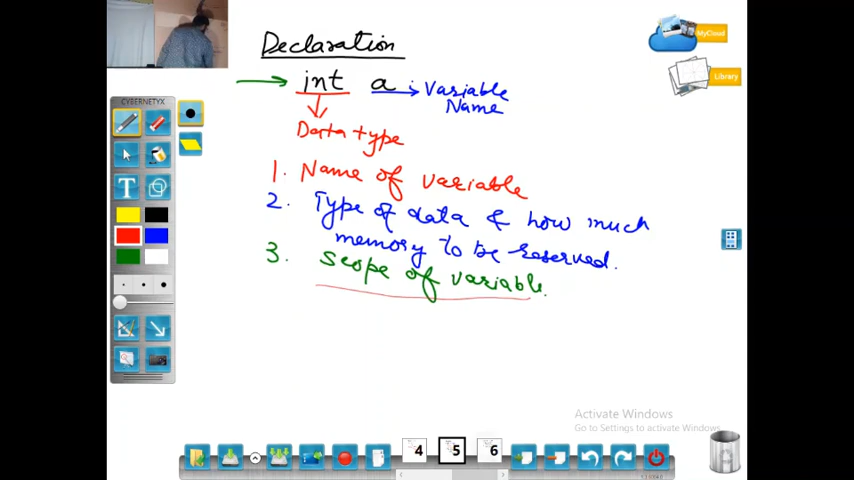 Declaration
int a
Variable
Name
Data type
1. Name of variable
2. Type of data & how much
memory to be reserved.
3. Scope of variable.
MyCloud
Library
CYBERNETYX
T
Activate Windows
Go to Settings to activate Windows.
4 5 6